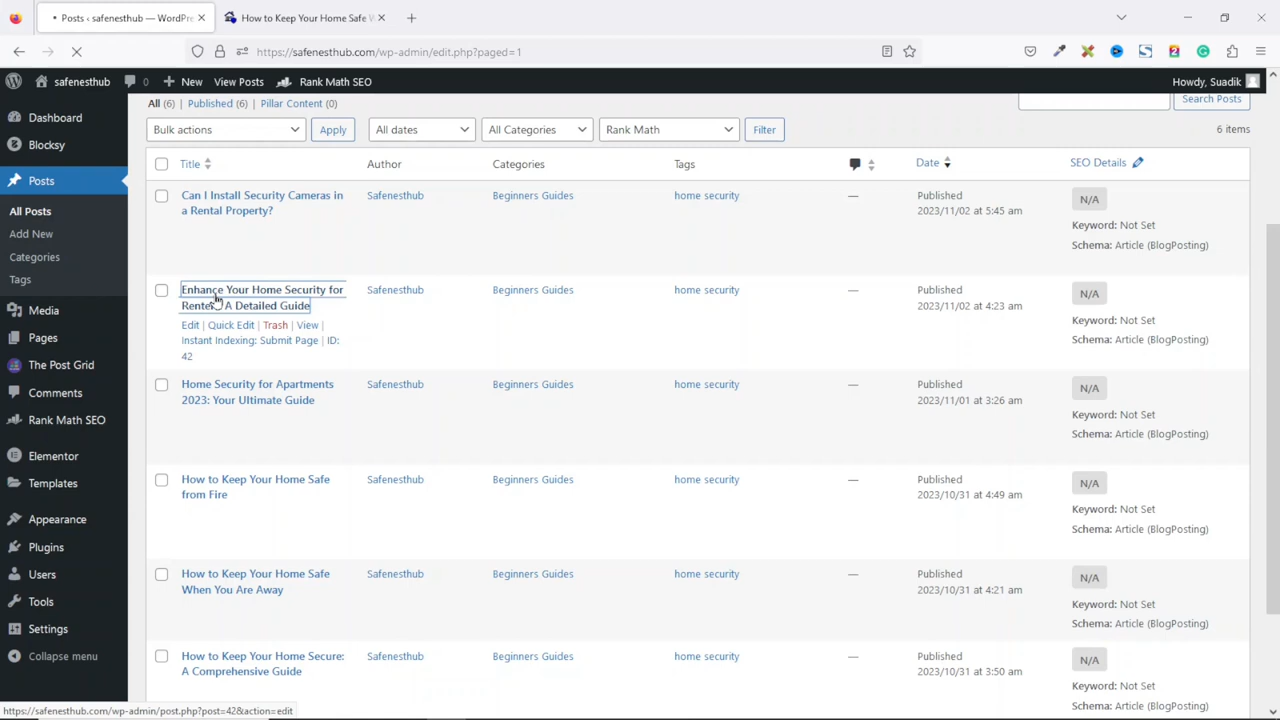 Posts ‹ safenesthub — WordPre
How to Keep Your Home Safe W
https://safenesthub.com/wp-admin/edit.php?paged=1
safenesthub
0
New
View Posts
Rank Math SEO
Howdy, Suadik
Dashboard
Blocksy
Posts
All Posts
Add New
Categories
Tags
Media
Pages
The Post Grid
Comments
Rank Math SEO
Elementor
Templates
Appearance
Plugins
Users
Tools
Settings
Collapse menu
All (6) | Published (6) | Pillar Content (0)
Search Posts
Bulk actions
Apply
All dates
All Categories
Rank Math
Filter
6 items
Title
Author
Categories
Tags
Date
SEO Details
Can I Install Security Cameras in
a Rental Property?
Safenesthub
Beginners Guides
home security
—
Published
2023/11/02 at 5:45 am
N/A
Keyword: Not Set
Schema: Article (BlogPosting)
Enhance Your Home Security for
Renters: A Detailed Guide
Edit | Quick Edit | Trash | View |
Instant Indexing: Submit Page | ID:
42
Safenesthub
Beginners Guides
home security
—
Published
2023/11/02 at 4:23 am
N/A
Keyword: Not Set
Schema: Article (BlogPosting)
Home Security for Apartments
2023: Your Ultimate Guide
Safenesthub
Beginners Guides
home security
—
Published
2023/11/01 at 3:26 am
N/A
Keyword: Not Set
Schema: Article (BlogPosting)
How to Keep Your Home Safe
from Fire
Safenesthub
Beginners Guides
home security
—
Published
2023/10/31 at 4:49 am
N/A
Keyword: Not Set
Schema: Article (BlogPosting)
How to Keep Your Home Safe
When You Are Away
Safenesthub
Beginners Guides
home security
—
Published
2023/10/31 at 4:21 am
N/A
Keyword: Not Set
Schema: Article (BlogPosting)
How to Keep Your Home Secure:
A Comprehensive Guide
Safenesthub
Beginners Guides
home security
—
Published
2023/10/31 at 3:50 am
N/A
Keyword: Not Set
Schema: Article (BlogPosting)
https://safenesthub.com/wp-admin/post.php?post=42&action=edit